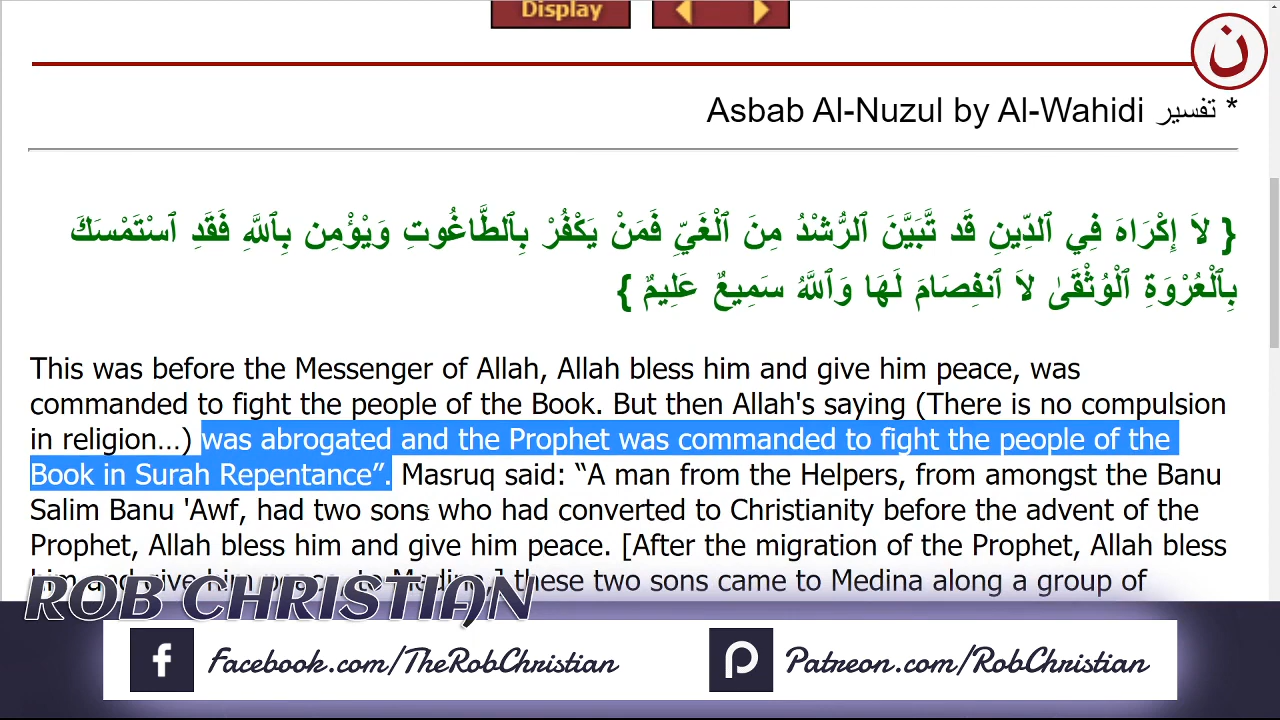 Display
ن
* تفسير Asbab Al-Nuzul by Al-Wahidi
{ لاَ إِكْرَاهَ فِي ٱلدِّينِ قَد تَّبَيَّنَ ٱلرُّشْدُ مِنَ ٱلْغَيِّ فَمَنْ يَكْفُرْ بِٱلطَّاغُوتِ وَيْؤْمِن بِٱللَّهِ فَقَدِ ٱسْتَمْسَكَ
بِٱلْعُرْوَةِ ٱلْوُثْقَىٰ لاَ ٱنفِصَامَ لَهَا وَٱللَّهُ سَمِيعٌ عَلِيمٌ }
This was before the Messenger of Allah, Allah bless him and give him peace, was
commanded to fight the people of the Book. But then Allah's saying (There is no compulsion
in religion…) was abrogated and the Prophet was commanded to fight the people of the
Book in Surah Repentance”. Masruq said: “A man from the Helpers, from amongst the Banu
Salim Banu 'Awf, had two sons who had converted to Christianity before the advent of the
Prophet, Allah bless him and give him peace. [After the migration of the Prophet, Allah bless
him and give him peace, to Medina,] these two sons came to Medina along a group of
ROB CHRISTIAN
Facebook.com/TheRobChristian
Patreon.com/RobChristian